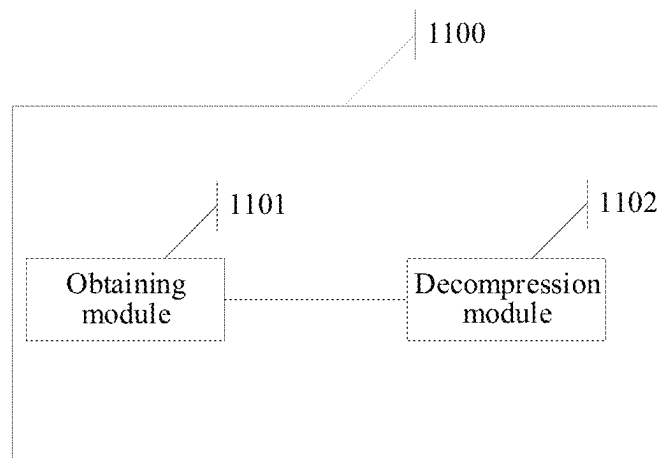 1100
1101
1102
Obtaining
module
Decompression
module